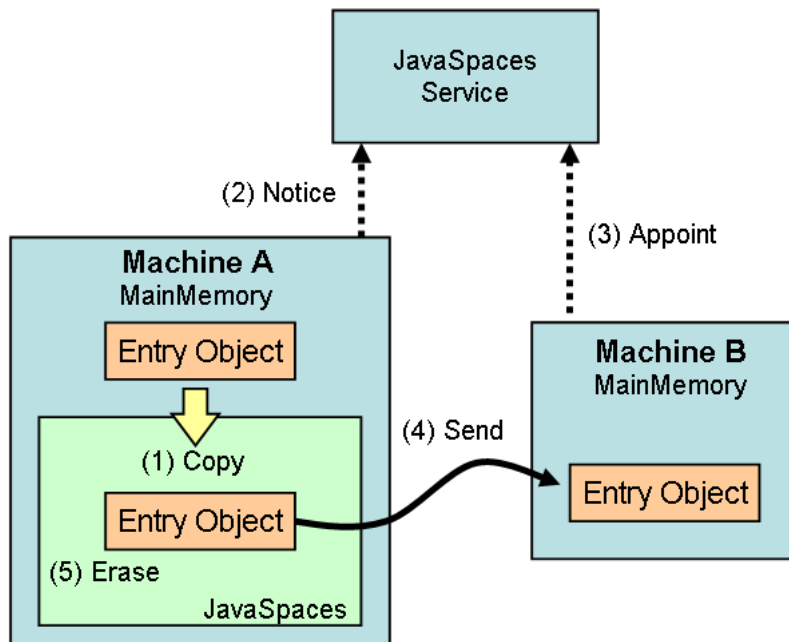 JavaSpaces
Service
(2) Notice
(3) Appoint
Machine A
MainMemory
Entry Object
(1) Copy
Entry Object
(5) Erase
JavaSpaces
(4) Send
Machine B
MainMemory
Entry Object